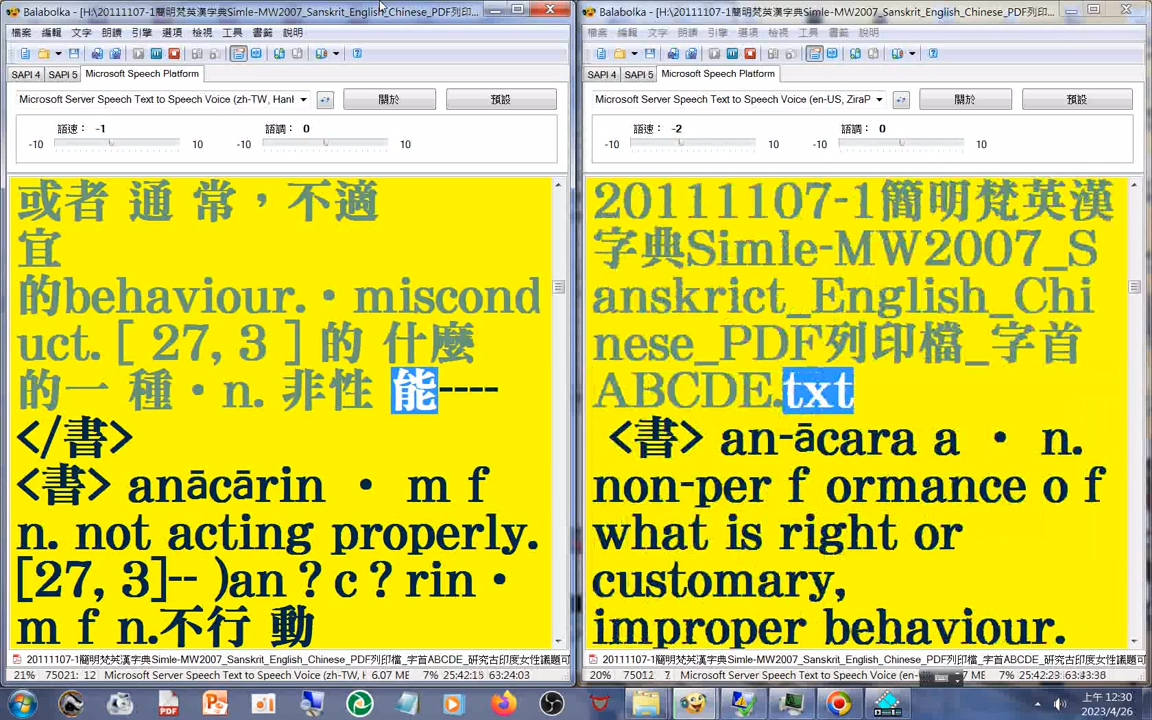 Balabolka - [H:\20111107-1簡明梵英漢字典Simle-MW2007_Sanskrit_English_Chinese_PDF列印...
檔案 編輯 文字 朗讀 引擎 選項 檢視 工具 書籤 說明
SAPI 4 SAPI 5 Microsoft Speech Platform
Microsoft Server Speech Text to Speech Voice (zh-TW, Hanl
關於 預設
語速： -1 語調： 0
-10 10 -10 10
或者 通 常，不適
宜
的behaviour.·miscond
uct.[ 27, 3 ] 的 什麼
的一 種·n. 非性 能----
</書>
<書> anācārin · m f
n. not acting properly.
[27, 3]-- )an？c？rin·
m f n.不行 動
20111107-1簡明梵英漢字典Simle-MW2007_Sanskrit_English_Chinese_PDF列印檔_字首ABCDE_研究古印度女性議題可
21% 75021: 12 Microsoft Server Speech Text to Speech Voice (zh-TW, H 6.07 ME 7% 25:42:18 63:24:03
Balabolka - [H:\20111107-1簡明梵英漢字典Simle-MW2007_Sanskrit_English_Chinese_PDF列印...
檔案 編輯 文字 朗讀 引擎 選項 檢視 工具 書籤 說明
SAPI 4 SAPI 5 Microsoft Speech Platform
Microsoft Server Speech Text to Speech Voice (en-US, ZiraP
關於 預設
語速： -2 語調： 0
-10 10 -10 10
20111107-1簡明梵英漢
字典Simle-MW2007_S
anskrict_English_Chi
nese_PDF列印檔_字首
ABCDE.txt
<書> an-ācara a · n.
non-per f ormance o f
what is right or
customary,
improper behaviour.
20111107-1簡明梵英漢字典Simle-MW2007_Sanskrit_English_Chinese_PDF列印檔_字首ABCDE_研究古印度女性議題可
20% 75012 Microsoft Server Speech Text to Speech Voice 7% 25:42:29
上午 12:30
2023/4/26